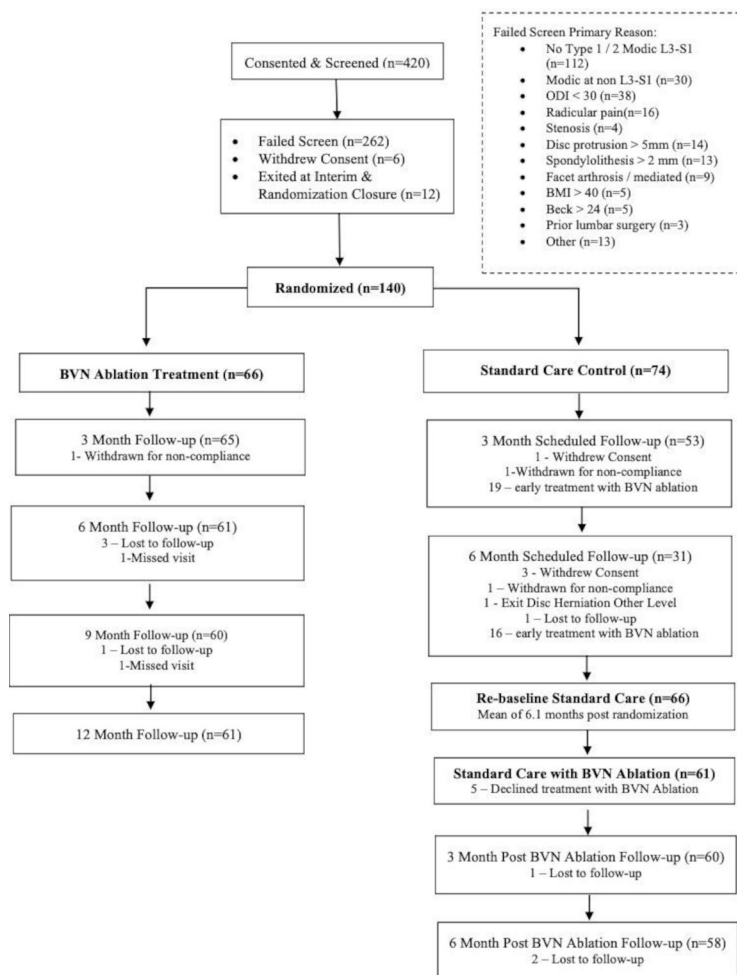 Consented & Screened (n=420)
Failed Screen Primary Reason:
• No Type 1 / 2 Modic L3-S1
(n=112)
• Modic at non L3-S1 (n=30)
• ODI < 30 (n=38)
• Radicular pain(n=16)
• Stenosis (n=4)
• Disc protrusion > 5mm (n=14)
• Spondylolithesis > 2 mm (n=13)
• Facet arthrosis / mediated (n=9)
• BMI > 40 (n=5)
• Beck > 24 (n=5)
• Prior lumbar surgery (n=3)
• Other (n=13)
• Failed Screen (n=262)
• Withdrew Consent (n=6)
• Exited at Interim &
Randomization Closure (n=12)
Randomized (n=140)
BVN Ablation Treatment (n=66)
3 Month Follow-up (n=65)
1- Withdrawn for non-compliance
6 Month Follow-up (n=61)
3 – Lost to follow-up
1-Missed visit
9 Month Follow-up (n=60)
1 – Lost to follow-up
1-Missed visit
12 Month Follow-up (n=61)
Standard Care Control (n=74)
3 Month Scheduled Follow-up (n=53)
1 - Withdrew Consent
1-Withdrawn for non-compliance
19 – early treatment with BVN ablation
6 Month Scheduled Follow-up (n=31)
3 - Withdrew Consent
1 – Withdrawn for non-compliance
1 - Exit Disc Herniation Other Level
1 – Lost to follow-up
16 – early treatment with BVN ablation
Re-baseline Standard Care (n=66)
Mean of 6.1 months post randomization
Standard Care with BVN Ablation (n=61)
5 – Declined treatment with BVN Ablation
3 Month Post BVN Ablation Follow-up (n=60)
1 – Lost to follow-up
6 Month Post BVN Ablation Follow-up (n=58)
2 – Lost to follow-up